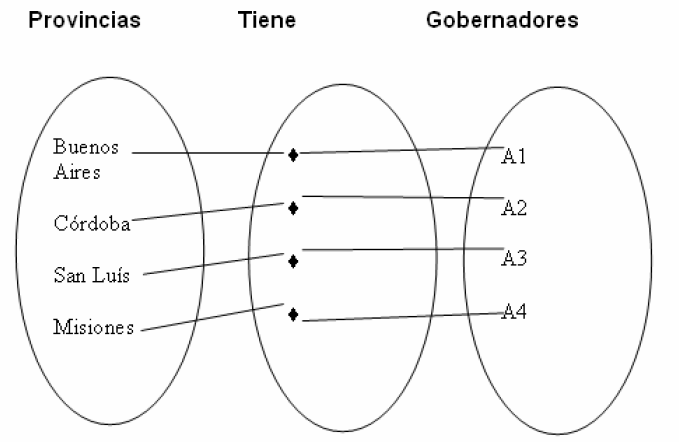 Provincias Tiene Gobernadores
Buenos
Aires
A1
Córdoba
A2
San Luís
A3
Misiones
A4